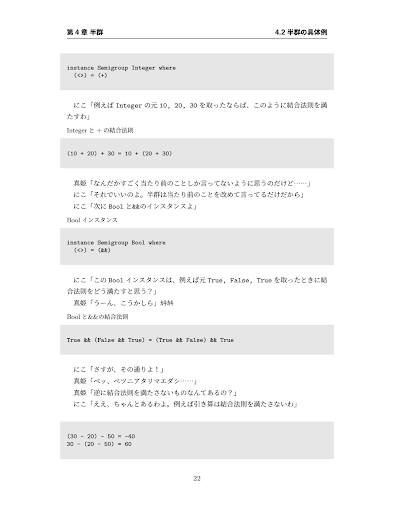 第 4 章 半群
4.2 半群の具体例
instance Semigroup Integer where
(<>) = (+)
にこ「例えば Integer の元 10, 20, 30 を取ったならば、このように結合法則を満
たすわ」
Integer と + の結合法則
(10 + 20) + 30 = 10 + (20 + 30)
真姫「なんだかすごく当たり前のことしか言ってないように思うのだけど……」
にこ「それでいいのよ。半群は当たり前のことを改めて言ってるだけだから」
にこ「次に Bool と&&のインスタンスよ」
Bool インスタンス
instance Semigroup Bool where
(<>) = (&&)
にこ「この Bool インスタンスは、例えば元 True, False, True を取ったときに結
合法則をどう満たすと思う？」
真姫「うーん、こうかしら」ｶｷｶｷ
Bool と&&の結合法則
True && (False && True) = (True && False) && True
にこ「さすが、その通りよ！」
真姫「ベッ、ベツニアタリマエダシ……」
真姫「逆に結合法則を満たさないものなんてあるの？」
にこ「ええ、ちゃんとあるわよ。例えば引き算は結合法則を満たさないわ」
(30 - 20) - 50 = -40
30 - (20 - 50) = 60
22